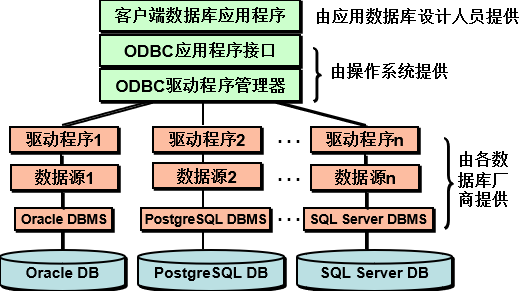 客户端数据库应用程序 由应用数据库设计人员提供
ODBC应用程序接口
由操作系统提供
ODBC驱动程序管理器
驱动程序1 驱动程序2 ··· 驱动程序n
由各数
据库厂
商提供
数据源1 数据源2 数据源n
Oracle DBMS PostgreSQL DBMS ··· SQL Server DBMS
Oracle DB PostgreSQL DB SQL Server DB